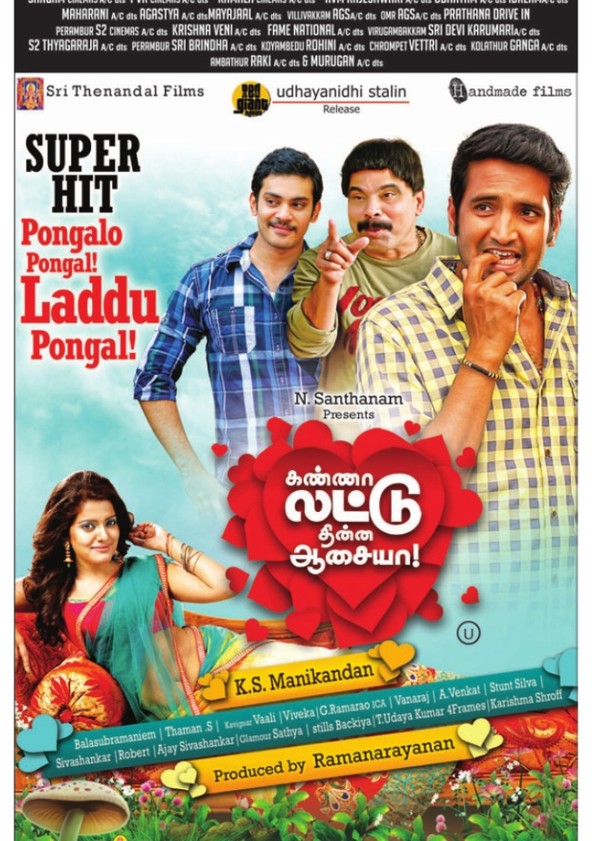 MAHARANI A/C dts AGASTYA A/C dts MAYAJAAL A/C dts VILLIVAKKAM AGS A/C dts OMR AGS A/C dts PRATHANA DRIVE IN
PERAMBUR S2 CINEMAS A/C dts KRISHNA VENI A/C dts FAME NATIONAL A/C dts VIRUGAMBAKKAM SRI DEVI KARUMARI A/C dts
S2 THYAGARAJA A/C dts PERAMBUR SRI BRINDHA A/C dts KOYAMBEDU ROHINI A/C dts CHROMPET VETTRI A/C dts KOLATHUR GANGA A/C dts
AMBATHUR RAKI A/C dts & MURUGAN A/C dts
Sri Thenandal Films
Red
giant
udhayanidhi stalin
Release
Handmade films
SUPER
HIT
Pongalo
Pongal!
Laddu
Pongal!
N. Santhanam
Presents
கண்ணா
லட்டு
தின்ன
ஆசையா!
U
K.S. Manikandan
Balasubramaniem | Thaman .S | Kavignar Vaali | Viveka | G.Ramarao ICA | Vanaraj | A.Venkat | Stunt Silva |
Sivashankar | Robert | Ajay Sivashankar | Glamour Sathya | stills Backiya | T.Udaya Kumar 4Frames | Karishma Shroff
Produced by Ramanarayanan